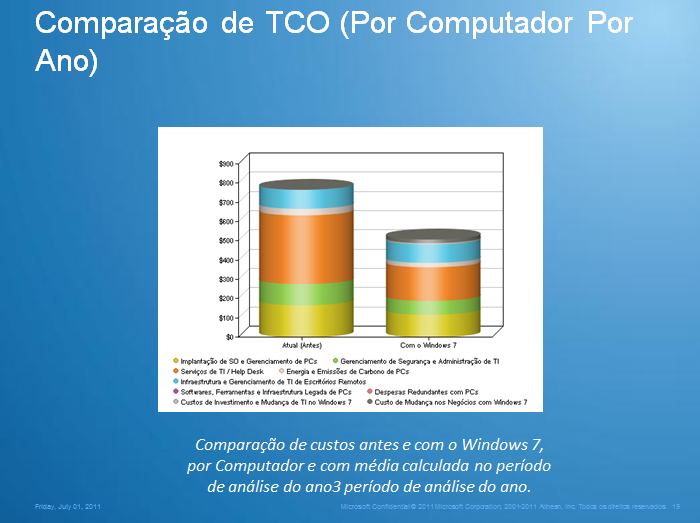 Comparação de TCO (Por Computador Por
Ano)
$900
$800
$700
$600
$500
$400
$300
$200
$100
$0
Atual (Antes)
Com o Windows 7
Implantação de SO e Gerenciamento de PCs
Gerenciamento de Segurança e Administração de TI
Serviços de TI / Help Desk
Energia e Emissões de Carbono de PCs
Infraestrutura e Gerenciamento de TI de Escritórios Remotos
Softwares, Ferramentas e Infraestrutura Legada de PCs
Despesas Redundantes com PCs
Custos de Investimento e Mudança de TI no Windows 7
Custo de Mudança nos Negócios com Windows 7
Comparação de custos antes e com o Windows 7,
por Computador e com média calculada no período
de análise do ano3 período de análise do ano.
Friday, July 01, 2011
Microsoft Confidential © 2011 Microsoft Corporation; 2001-2011 Alinean, Inc. Todos os direitos reservados. 15